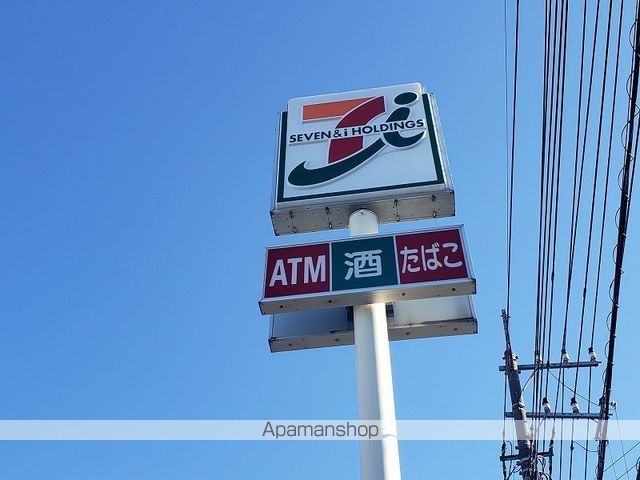 SEVEN & i HOLDINGS
ATM 酒 たばこ
Apamanshop